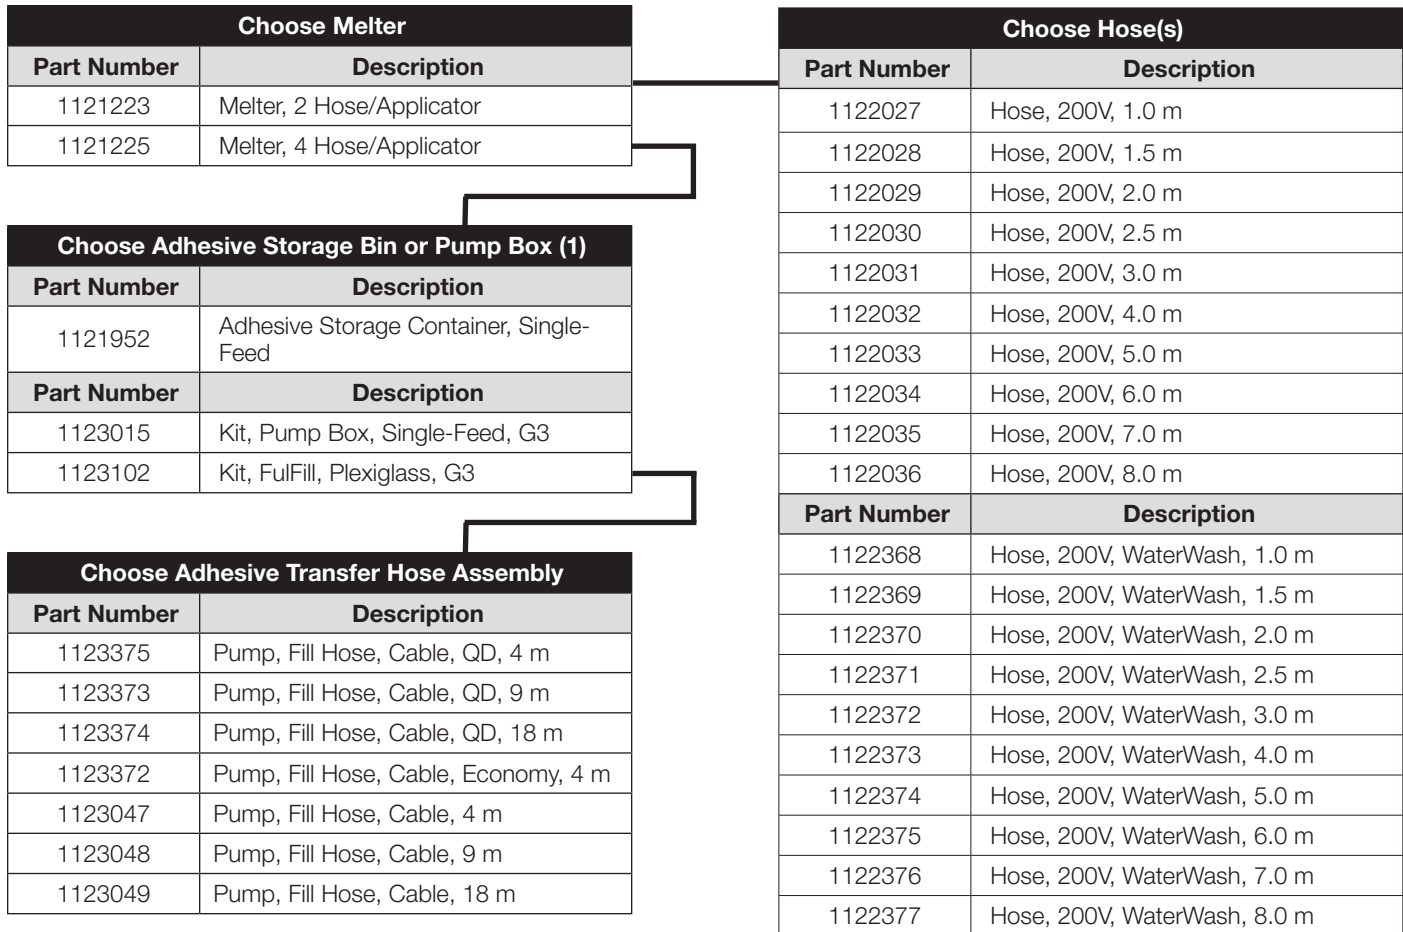 Choose Melter
Part Number Description
1121223 Melter, 2 Hose/Applicator
1121225 Melter, 4 Hose/Applicator
Choose Adhesive Storage Bin or Pump Box (1)
Part Number Description
1121952 Adhesive Storage Container, Single-
Feed
Part Number Description
1123015 Kit, Pump Box, Single-Feed, G3
1123102 Kit, FulFill, Plexiglass, G3
Choose Adhesive Transfer Hose Assembly
Part Number Description
1123375 Pump, Fill Hose, Cable, QD, 4 m
1123373 Pump, Fill Hose, Cable, QD, 9 m
1123374 Pump, Fill Hose, Cable, QD, 18 m
1123372 Pump, Fill Hose, Cable, Economy, 4 m
1123047 Pump, Fill Hose, Cable, 4 m
1123048 Pump, Fill Hose, Cable, 9 m
1123049 Pump, Fill Hose, Cable, 18 m
Choose Hose(s)
Part Number Description
1122027 Hose, 200V, 1.0 m
1122028 Hose, 200V, 1.5 m
1122029 Hose, 200V, 2.0 m
1122030 Hose, 200V, 2.5 m
1122031 Hose, 200V, 3.0 m
1122032 Hose, 200V, 4.0 m
1122033 Hose, 200V, 5.0 m
1122034 Hose, 200V, 6.0 m
1122035 Hose, 200V, 7.0 m
1122036 Hose, 200V, 8.0 m
Part Number Description
1122368 Hose, 200V, WaterWash, 1.0 m
1122369 Hose, 200V, WaterWash, 1.5 m
1122370 Hose, 200V, WaterWash, 2.0 m
1122371 Hose, 200V, WaterWash, 2.5 m
1122372 Hose, 200V, WaterWash, 3.0 m
1122373 Hose, 200V, WaterWash, 4.0 m
1122374 Hose, 200V, WaterWash, 5.0 m
1122375 Hose, 200V, WaterWash, 6.0 m
1122376 Hose, 200V, WaterWash, 7.0 m
1122377 Hose, 200V, WaterWash, 8.0 m